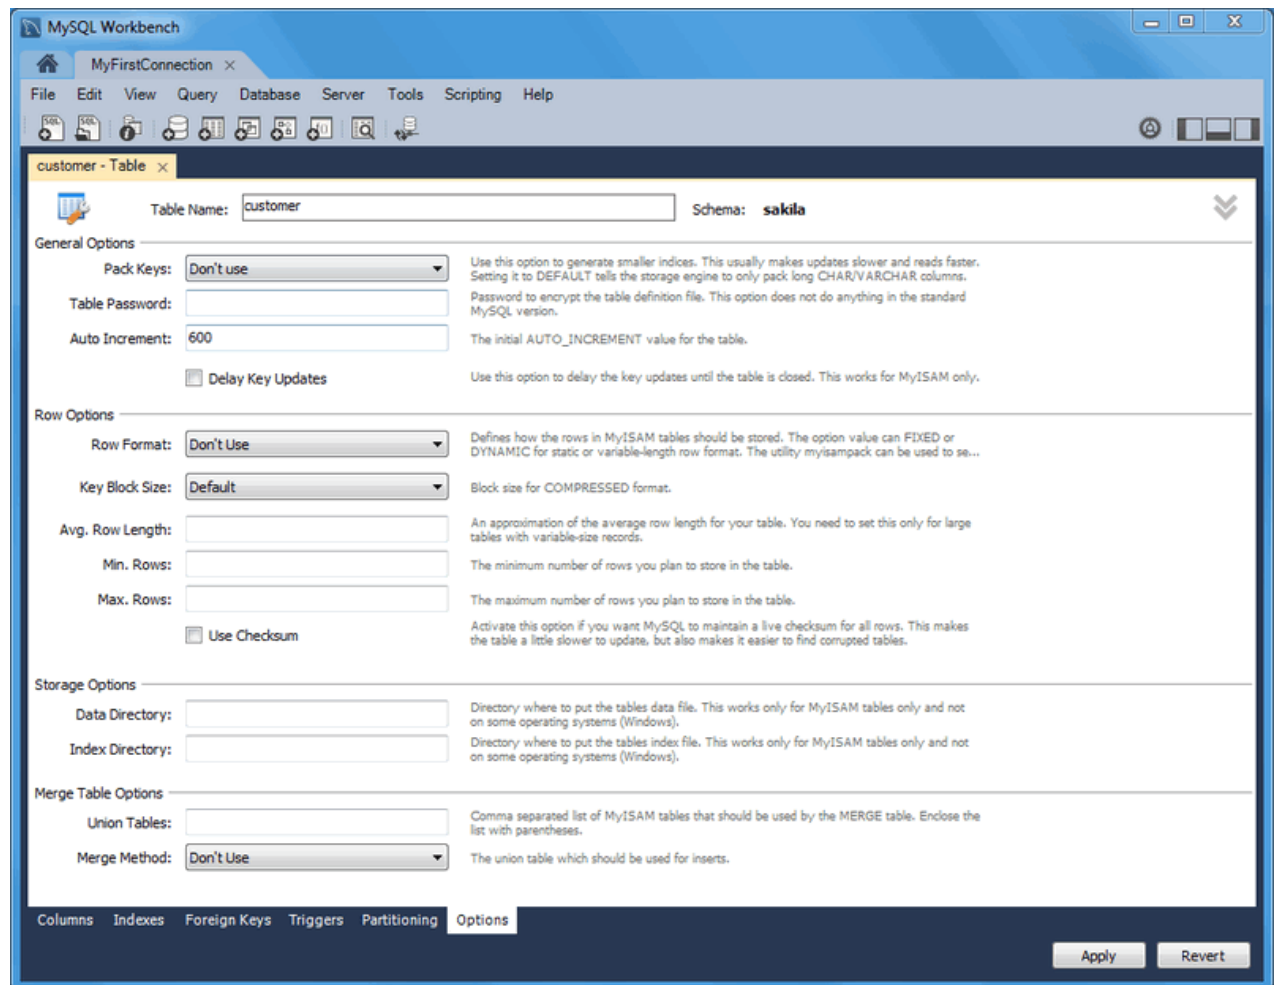 MySQL Workbench
MyFirstConnection
File Edit View Query Database Server Tools Scripting Help
SQL SQL
customer - Table
Table Name: customer Schema: sakila
General Options
Pack Keys: Don't use
Use this option to generate smaller indices. This usually makes updates slower and reads faster.
Setting it to DEFAULT tells the storage engine to only pack long CHAR/VARCHAR columns.
Table Password:
Password to encrypt the table definition file. This option does not do anything in the standard
MySQL version.
Auto Increment: 600 The initial AUTO_INCREMENT value for the table.
Delay Key Updates Use this option to delay the key updates until the table is closed. This works for MyISAM only.
Row Options
Row Format: Don't Use
Defines how the rows in MyISAM tables should be stored. The option value can FIXED or
DYNAMIC for static or variable-length row format. The utility myisampack can be used to se...
Key Block Size: Default Block size for COMPRESSED format.
Avg. Row Length:
An approximation of the average row length for your table. You need to set this only for large
tables with variable-size records.
Min. Rows: The minimum number of rows you plan to store in the table.
Max. Rows: The maximum number of rows you plan to store in the table.
Use Checksum
Activate this option if you want MySQL to maintain a live checksum for all rows. This makes
the table a little slower to update, but also makes it easier to find corrupted tables.
Storage Options
Data Directory:
Directory where to put the tables data file. This works only for MyISAM tables only and not
on some operating systems (Windows).
Index Directory:
Directory where to put the tables index file. This works only for MyISAM tables only and not
on some operating systems (Windows).
Merge Table Options
Union Tables:
Comma separated list of MyISAM tables that should be used by the MERGE table. Enclose the
list with parentheses.
Merge Method: Don't Use The union table which should be used for inserts.
Columns Indexes Foreign Keys Triggers Partitioning Options
Apply Revert